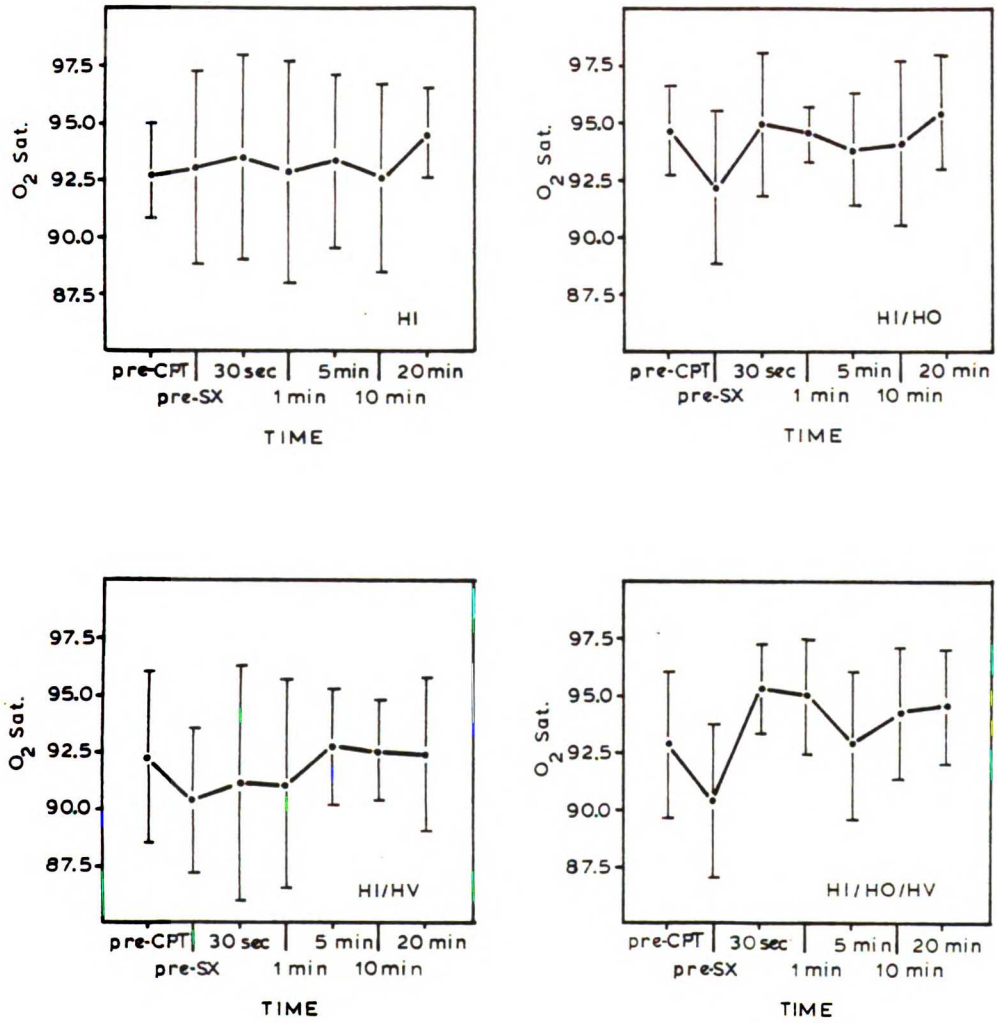 97.5
95.0
92.5
90.0
87.5
O2 Sat.
HI
pre-CPT 30 sec 5 min 20 min
pre-SX 1 min 10 min
TIME
97.5
95.0
92.5
90.0
87.5
O2 Sat.
HI/HO
pre-CPT 30 sec 5 min 20 min
pre-SX 1 min 10 min
TIME
97.5
95.0
92.5
90.0
87.5
O2 Sat.
HI/HV
pre-CPT 30 sec 5 min 20 min
pre-SX 1 min 10 min
TIME
97.5
95.0
92.5
90.0
87.5
O2 Sat.
HI/HO/HV
pre-CPT 30 sec 5 min 20 min
pre-SX 1 min 10 min
TIME